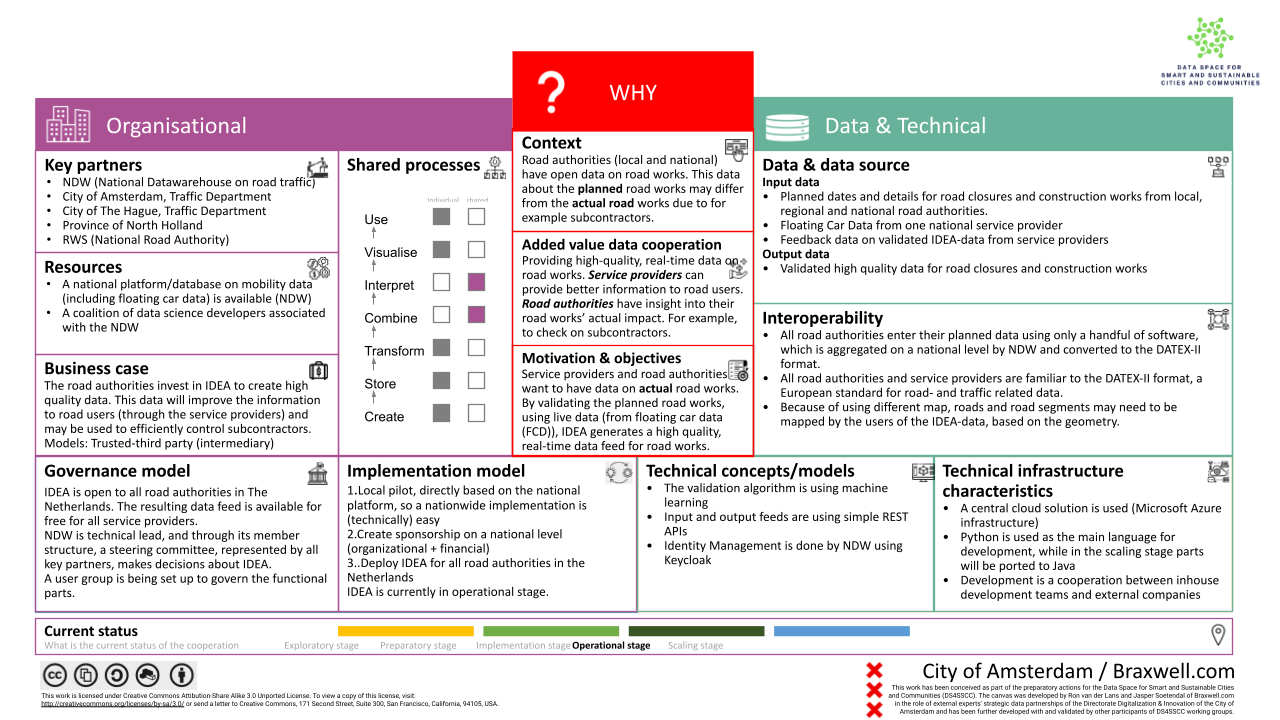 DATA SPACE FOR
SMART AND SUSTAINABLE
CITIES AND COMMUNITIES
? WHY
Organisational
Data & Technical
Key partners
• NDW (National Datawarehouse on road traffic)
• City of Amsterdam, Traffic Department
• City of The Hague, Traffic Department
• Province of North Holland
• RWS (National Road Authority)
Resources
• A national platform/database on mobility data
(including floating car data) is available (NDW)
• A coalition of data science developers associated
with the NDW
Business case
The road authorities invest in IDEA to create high
quality data. This data will improve the information
to road users (through the service providers) and
may be used to efficiently control subcontractors.
Models: Trusted-third party (intermediary)
Shared processes
individual shared
Use
Visualise
Interpret
Combine
Transform
Store
Create
Context
Road authorities (local and national)
have open data on road works. This data
about the planned road works may differ
from the actual road works due to for
example subcontractors.
Added value data cooperation
Providing high-quality, real-time data on
road works. Service providers can
provide better information to road users.
Road authorities have insight into their
road works’ actual impact. For example,
to check on subcontractors.
Motivation & objectives
Service providers and road authorities
want to have data on actual road works.
By validating the planned road works,
using live data (from floating car data
(FCD)), IDEA generates a high quality,
real-time data feed for road works.
Data & data source
Input data
• Planned dates and details for road closures and construction works from local,
regional and national road authorities.
• Floating Car Data from one national service provider
• Feedback data on validated IDEA-data from service providers
Output data
• Validated high quality data for road closures and construction works
Interoperability
• All road authorities enter their planned data using only a handful of software,
which is aggregated on a national level by NDW and converted to the DATEX-II
format.
• All road authorities and service providers are familiar to the DATEX-II format, a
European standard for road- and traffic related data.
• Because of using different map, roads and road segments may need to be
mapped by the users of the IDEA-data, based on the geometry.
Governance model
IDEA is open to all road authorities in The
Netherlands. The resulting data feed is available for
free for all service providers.
NDW is technical lead, and through its member
structure, a steering committee, represented by all
key partners, makes decisions about IDEA.
A user group is being set up to govern the functional
parts.
Implementation model
1.Local pilot, directly based on the national
platform, so a nationwide implementation is
(technically) easy
2.Create sponsorship on a national level
(organizational + financial)
3..Deploy IDEA for all road authorities in the
Netherlands
IDEA is currently in operational stage.
Technical concepts/models
• The validation algorithm is using machine
learning
• Input and output feeds are using simple REST
APIs
• Identity Management is done by NDW using
Keycloak
Technical infrastructure
characteristics
• A central cloud solution is used (Microsoft Azure
infrastructure)
• Python is used as the main language for
development, while in the scaling stage parts
will be ported to Java
• Development is a cooperation between inhouse
development teams and external companies
Current status
What is the current status of the cooperation
Exploratory stage Preparatory stage Implementation stage Operational stage Scaling stage
cc
This work is licensed under Creative Commons Attibution-Share Alike 3.0 Unported License. To view a copy of this license, visit:
http://creativecommons.org/licenses/by-sa/3.0/ or send a letter to Creative Commons, 171 Second Street, Suite 300, San Francisco, California, 94105, USA.
City of Amsterdam / Braxwell.com
This work has been conceived as part of the preparatory actions for the Data Space for Smart and Sustainable Cities
and Communities (DS4SSCC). The canvas was developed by Ron van der Lans and Jasper Soetendal of Braxwell.com
in the role of external experts’ strategic data partnerships of the Directorate Digitalization & Innovation of the City of
Amsterdam and has been further developed with and validated by other participants of DS4SSCC working groups.